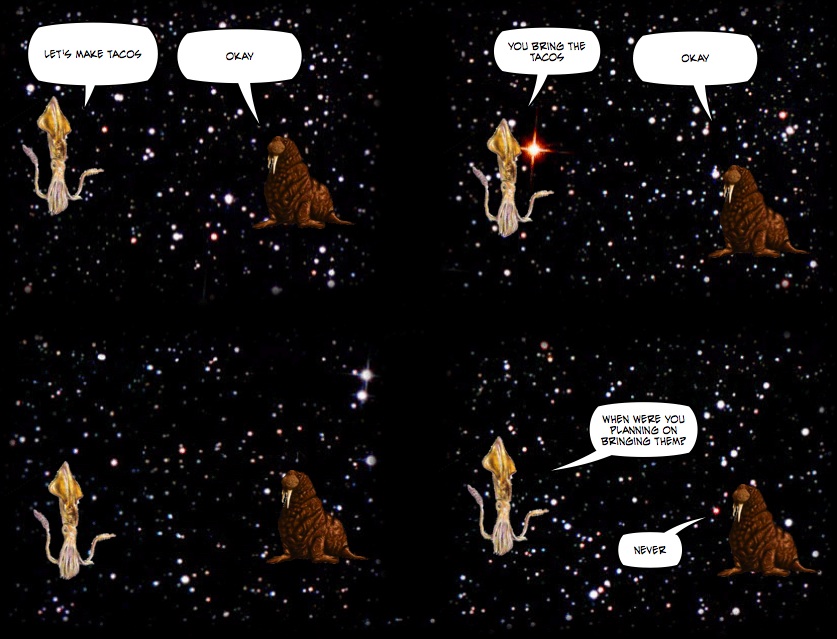 LET'S MAKE TACOS
OKAY
YOU BRING THE
TACOS
OKAY
WHEN WERE YOU
PLANNING ON
BRINGING THEM?
NEVER